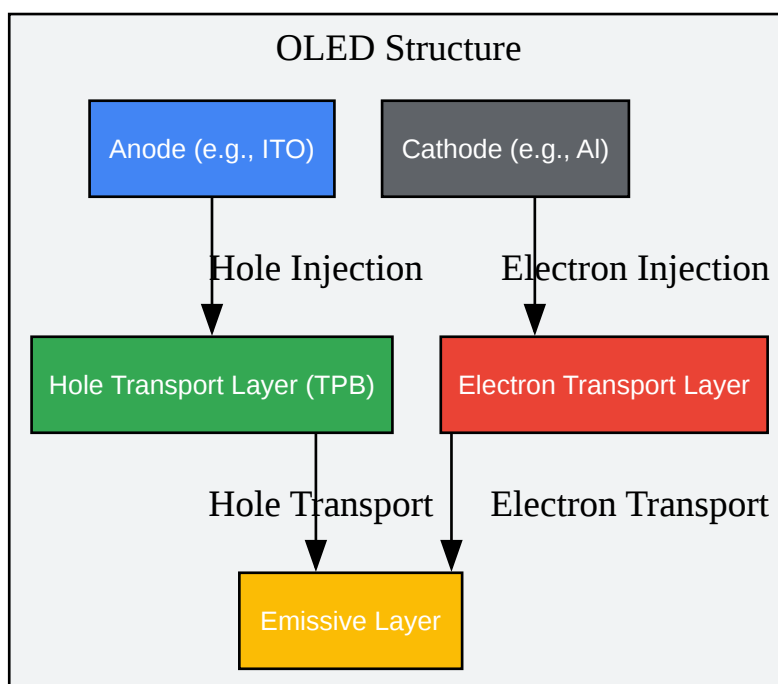 OLED Structure
Anode (e.g., ITO)
Cathode (e.g., Al)
Hole Injection
Electron Injection
Hole Transport Layer (TPB)
Electron Transport Layer
Hole Transport
Electron Transport
Emissive Layer